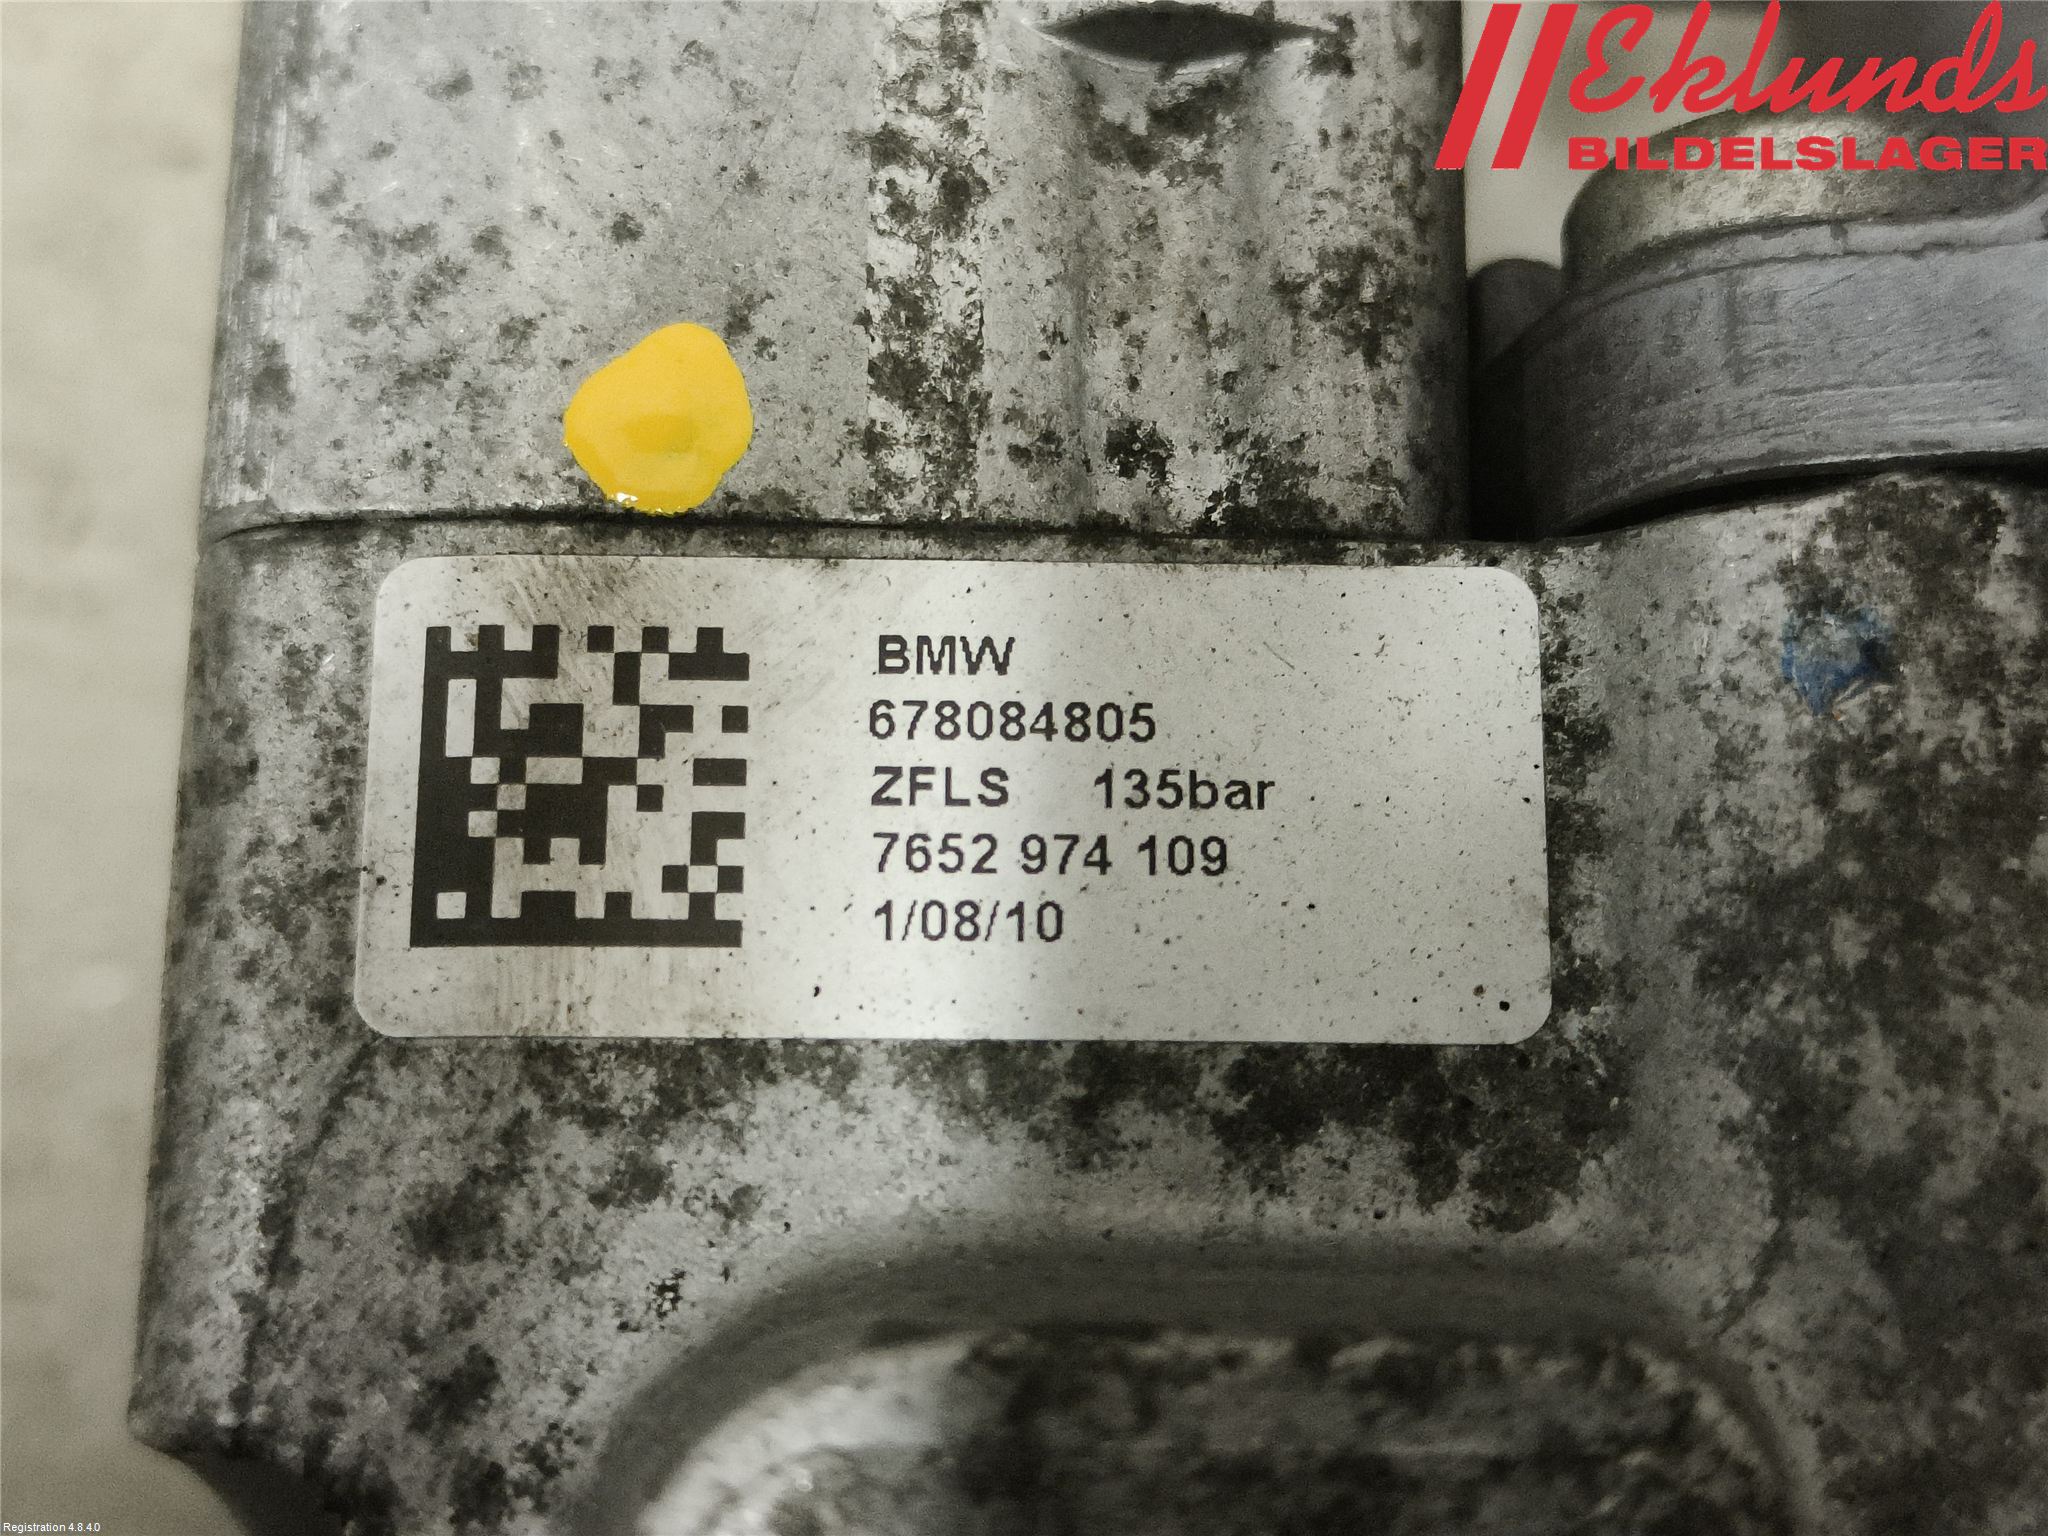 Eklunds
BILDELSLAGER
BMW
678084805
ZFLS 135bar
7652 974 109
1/08/10
Registration 4.8.4.0